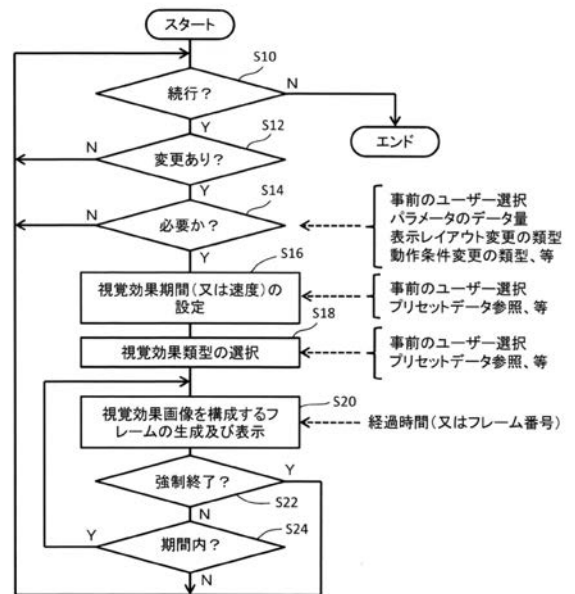 スタート
S10
続行?
N
Y
エンド
S12
変更あり?
N
Y
S14
必要か?
N
Y
事前のユーザー選択
パラメータのデータ量
表示レイアウト変更の類型
動作条件変更の類型、等
S16
視覚効果期間(又は速度)の
設定
事前のユーザー選択
プリセットデータ参照、等
S18
視覚効果類型の選択
事前のユーザー選択
プリセットデータ参照、等
S20
視覚効果画像を構成するフ
レームの生成及び表示
経過時間(又はフレーム番号)
強制終了?
Y
S22
N
S24
期間内?
Y
N